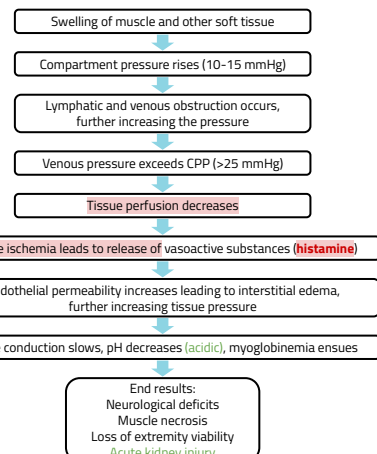 Swelling of muscle and other soft tissue
Compartment pressure rises (10-15 mmHg)
Lymphatic and venous obstruction occurs,
further increasing the pressure
Venous pressure exceeds CPP (>25 mmHg)
Tissue perfusion decreases
ischemia leads to release of vasoactive substances (histamine)
dothelial permeability increases leading to interstitial edema,
further increasing tissue pressure
conduction slows, pH decreases (acidic), myoglobinemia ensues
End results:
Neurological deficits
Muscle necrosis
Loss of extremity viability
Acute kidney injury